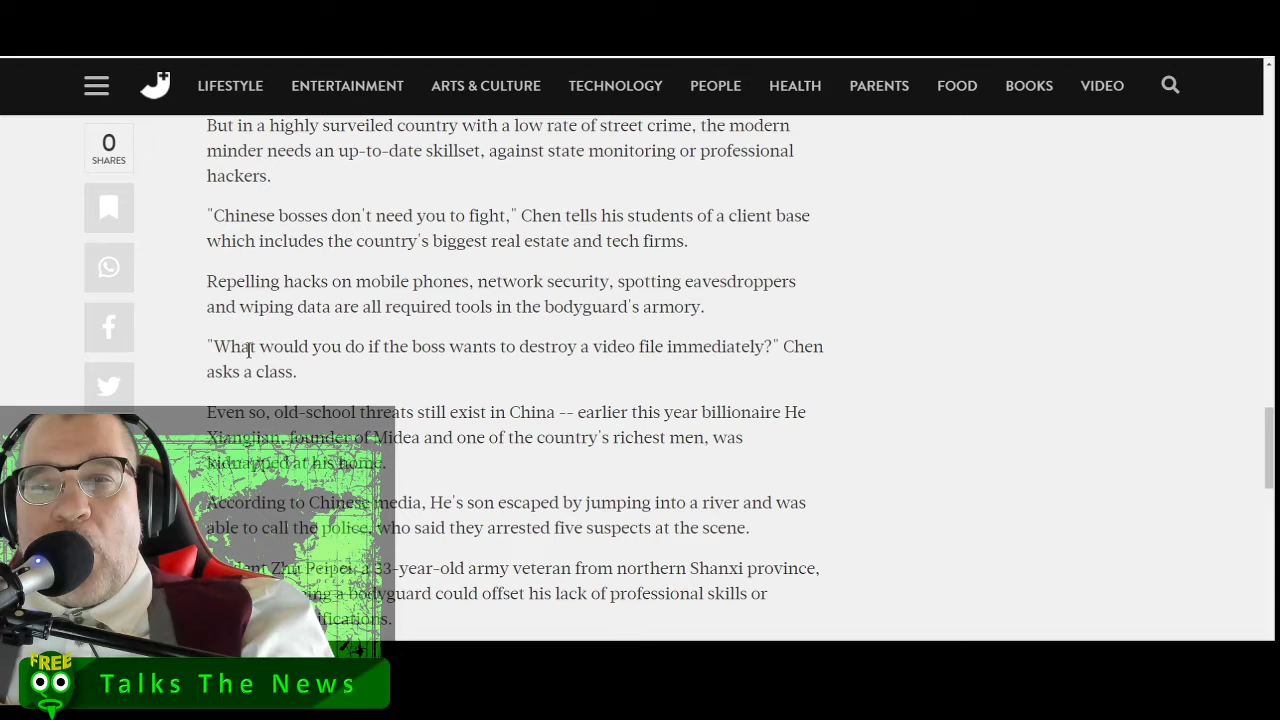 LIFESTYLE ENTERTAINMENT ARTS & CULTURE TECHNOLOGY PEOPLE HEALTH PARENTS FOOD BOOKS VIDEO
0
SHARES
But in a highly surveiled country with a low rate of street crime, the modern
minder needs an up-to-date skillset, against state monitoring or professional
hackers.
"Chinese bosses don't need you to fight," Chen tells his students of a client base
which includes the country's biggest real estate and tech firms.
Repelling hacks on mobile phones, network security, spotting eavesdroppers
and wiping data are all required tools in the bodyguard's armory.
"What would you do if the boss wants to destroy a video file immediately?" Chen
asks a class.
Even so, old-school threats still exist in China -- earlier this year billionaire He
Xiangjian, founder of Midea and one of the country's richest men, was
kidnapped at his home.
According to Chinese media, He's son escaped by jumping into a river and was
able to call the police, who said they arrested five suspects at the scene.
Zhu Peipei, a 33-year-old army veteran from northern Shanxi province,
a bodyguard could offset his lack of professional skills or
FREE
Talks The News